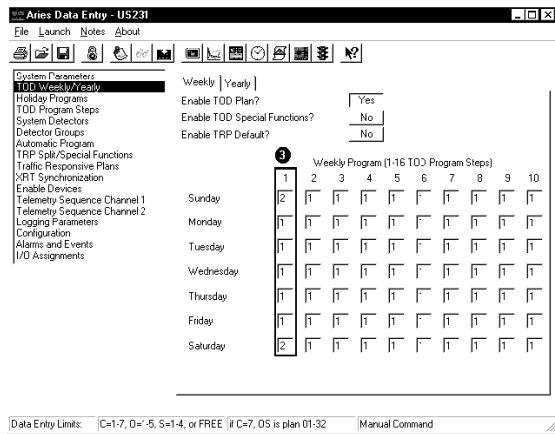 Aries Data Entry - US231
File Launch Notes About
System Parameters
TOD Weekly/Yearly
Holiday Programs
TOD Program Steps
System Detectors
Detector Groups
Automatic Program
TRP Split/Special Functions
Traffic Responsive Plans
XRT Synchronization
Enable Devices
Telemetry Sequence Channel 1
Telemetry Sequence Channel 2
Logging Parameters
Configuration
Alarms and Events
I/O Assignments
Weekly Yearly
Enable TOD Plan? Yes
Enable TOD Special Functions? No
Enable TRP Default? No
3
Weekly Program (1-16 TOD Program Steps)
1 2 3 4 5 6 7 8 9 10
Sunday 2 1 1 1 1 1 1 1 1
Monday 1 1 1 1 1 1 1 1 1
Tuesday 1 1 1 1 1 1 1 1 1
Wednesday 1 1 1 1 1 1 1 1 1
Thursday 1 1 1 1 1 1 1 1 1
Friday 1 1 1 1 1 1 1 1 1
Saturday 2 1 1 1 1 1 1 1 1
Data Entry Limits: C=1-7, O=1-5, S=1-4, or FREE if C=7, OS is plan 01-32 Manual Command